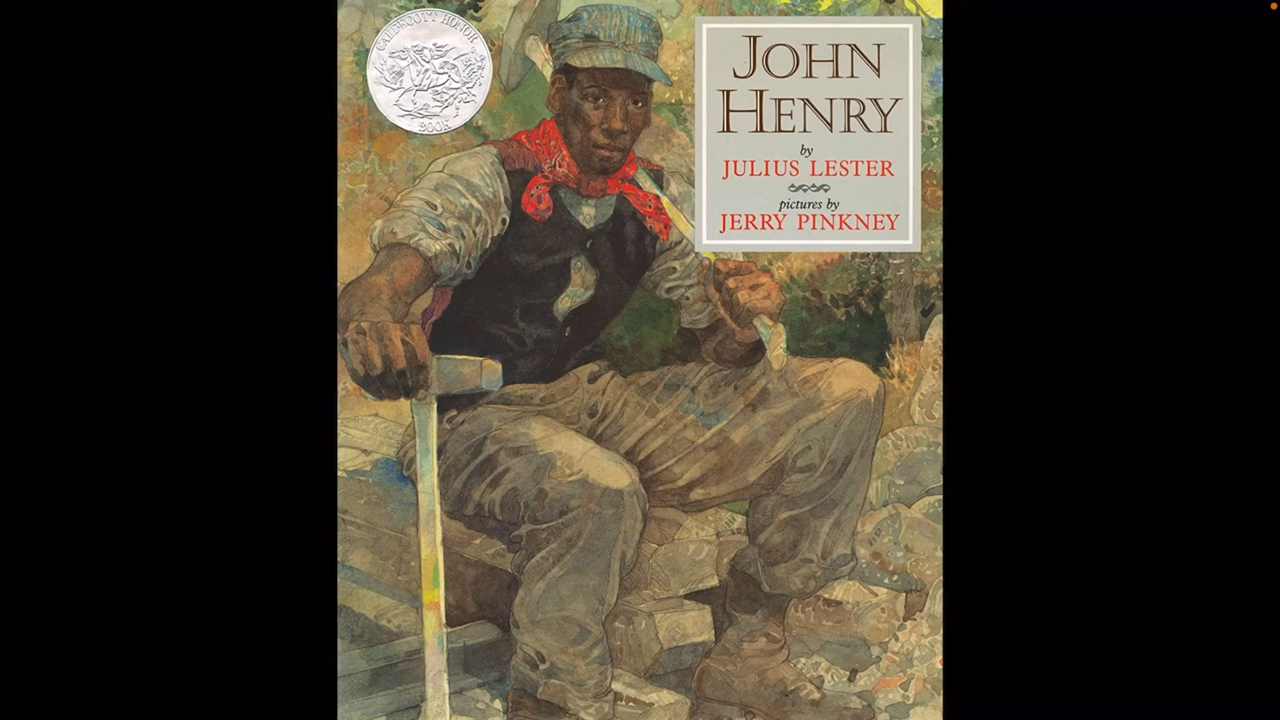 CALDECOTT HONOR
BOOK
JOHN
HENRY
by
JULIUS LESTER
pictures by
JERRY PINKNEY